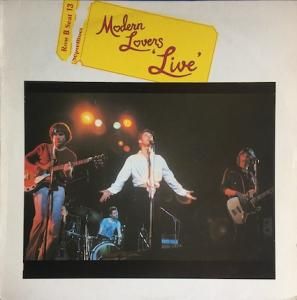 Row B Seat 13
Modern
Lovers
'Live'